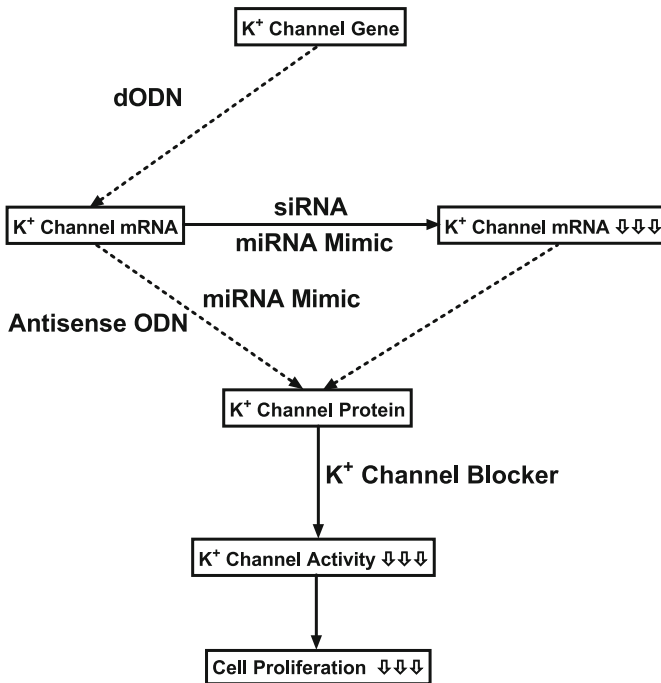 K⁺ Channel Gene
dODN
K⁺ Channel mRNA
siRNA
miRNA Mimic
K⁺ Channel mRNA ⇩⇩⇩
miRNA Mimic
Antisense ODN
K⁺ Channel Protein
K⁺ Channel Blocker
K⁺ Channel Activity ⇩⇩⇩
Cell Proliferation ⇩⇩⇩